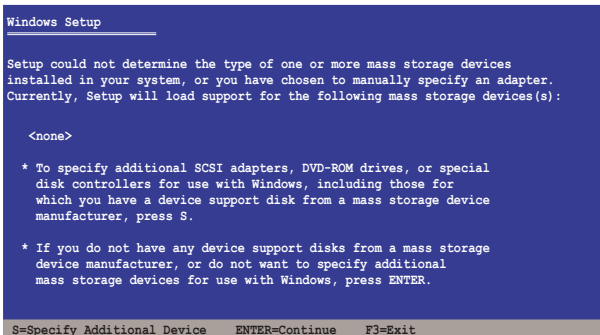 Windows Setup
Setup could not determine the type of one or more mass storage devices
installed in your system, or you have chosen to manually specify an adapter.
Currently, Setup will load support for the following mass storage devices(s):
<none>
* To specify additional SCSI adapters, DVD-ROM drives, or special
disk controllers for use with Windows, including those for
which you have a device support disk from a mass storage device
manufacturer, press S.
* If you do not have any device support disks from a mass storage
device manufacturer, or do not want to specify additional
mass storage devices for use with Windows, press ENTER.
S=Specify Additional Device ENTER=Continue F3=Exit